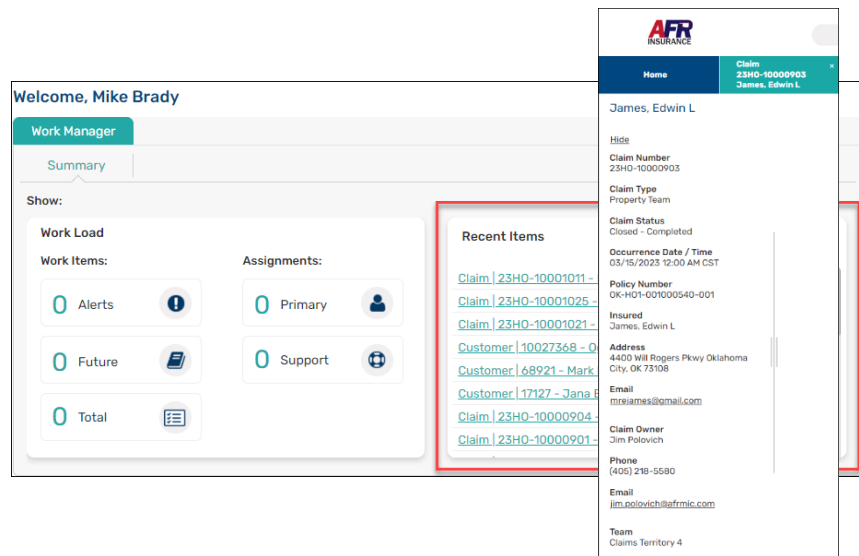 Welcome, Mike Brady
Work Manager
Summary
Show:
Work Load
Work Items:
Assignments:
0 Alerts
0 Primary
0 Future
0 Support
0 Total
Recent Items
Claim | 23HO-10001011 -
Claim | 23HO-10001025 -
Claim | 23HO-10001021 -
Customer | 10027368 -
Customer | 68921 - Mark
Customer | 17127 - Jana
Claim | 23HO-10000904 -
Claim | 23HO-10000901 -
AFR
INSURANCE
Home
Claim
23HO-10000903
James, Edwin L
×
James, Edwin L
Hide
Claim Number
23HO-10000903
Claim Type
Property Team
Claim Status
Closed - Completed
Occurrence Date / Time
03/15/2023 12:00 AM CST
Policy Number
OK-HO1-001000540-001
Insured
James, Edwin L
Address
4400 Will Rogers Pkwy Oklahoma
City, OK 73108
Email
mrejames@gmail.com
Claim Owner
Jim Polovich
Phone
(405) 218-5580
Email
jim.polovich@afrmic.com
Team
Claims Territory 4